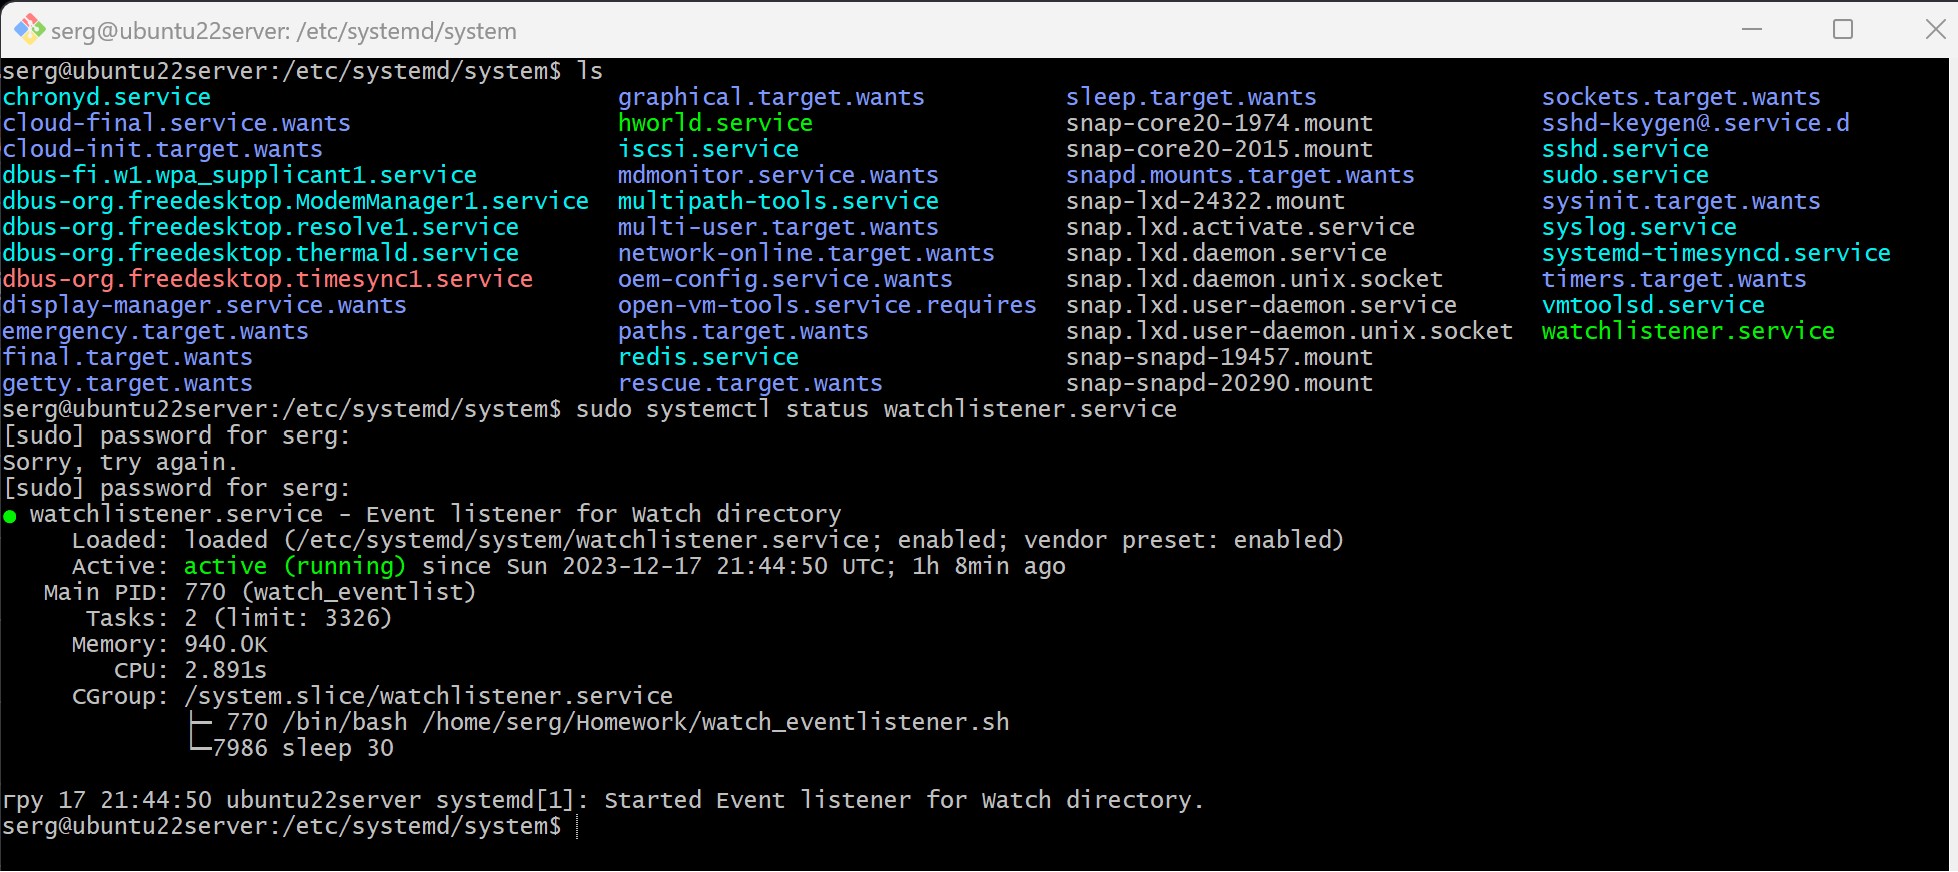 serg@ubuntu22server: /etc/systemd/system
serg@ubuntu22server:/etc/systemd/system$ ls
chronyd.service graphical.target.wants sleep.target.wants sockets.target.wants
cloud-final.service.wants hworld.service snap-core20-1974.mount sshd-keygen@.service.d
cloud-init.target.wants iscsi.service snap-core20-2015.mount sshd.service
dbus-fi.w1.wpa_supplicant1.service mdmonitor.service.wants snapd.mounts.target.wants sudo.service
dbus-org.freedesktop.ModemManager1.service multipath-tools.service snap-lxd-24322.mount sysinit.target.wants
dbus-org.freedesktop.resolve1.service multi-user.target.wants snap.lxd.activate.service syslog.service
dbus-org.freedesktop.thermald.service network-online.target.wants snap.lxd.daemon.service systemd-timesyncd.service
dbus-org.freedesktop.timesync1.service oem-config.service.wants snap.lxd.daemon.unix.socket timers.target.wants
display-manager.service.wants open-vm-tools.service.requires snap.lxd.user-daemon.service vmtoolsd.service
emergency.target.wants paths.target.wants snap.lxd.user-daemon.unix.socket watchlistener.service
final.target.wants redis.service snap-snapd-19457.mount
getty.target.wants rescue.target.wants snap-snapd-20290.mount
serg@ubuntu22server:/etc/systemd/system$ sudo systemctl status watchlistener.service
[sudo] password for serg:
Sorry, try again.
[sudo] password for serg:
● watchlistener.service - Event listener for Watch directory
Loaded: loaded (/etc/systemd/system/watchlistener.service; enabled; vendor preset: enabled)
Active: active (running) since Sun 2023-12-17 21:44:50 UTC; 1h 8min ago
Main PID: 770 (watch_eventlist)
Tasks: 2 (limit: 3326)
Memory: 940.0K
CPU: 2.891s
CGroup: /system.slice/watchlistener.service
├─ 770 /bin/bash /home/serg/Homework/watch_eventlistener.sh
└─7986 sleep 30
гру 17 21:44:50 ubuntu22server systemd[1]: Started Event listener for Watch directory.
serg@ubuntu22server:/etc/systemd/system$